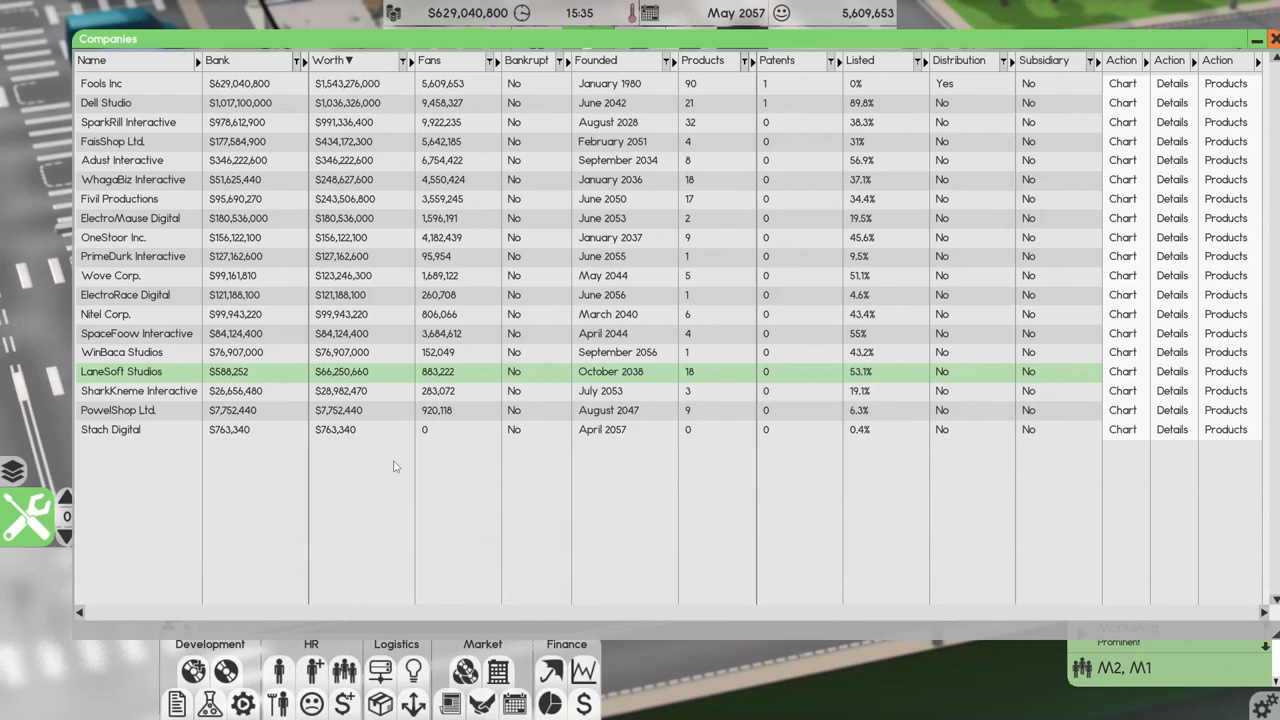 $629,040,800 15:35 May 2057 5,609,653
Companies
Name Bank Worth▼ Fans Bankrupt Founded Products Patents Listed Distribution Subsidiary Action Action Action
Fools Inc $629,040,800 $1,543,276,000 5,609,653 No January 1980 90 1 0% Yes No Chart Details Products
Dell Studio $1,017,100,000 $1,036,326,000 9,458,327 No June 2042 21 1 89.8% No No Chart Details Products
SparkRill Interactive $978,612,900 $991,336,400 9,922,235 No August 2028 32 0 38.3% No No Chart Details Products
FaisShop Ltd. $177,584,900 $434,172,300 5,642,185 No February 2051 4 0 31% No No Chart Details Products
Adust Interactive $346,222,600 $346,222,600 6,754,422 No September 2034 8 0 56.9% No No Chart Details Products
WhagaBiz Interactive $51,625,440 $248,627,600 4,550,424 No January 2036 18 0 37.1% No No Chart Details Products
Fivil Productions $95,690,270 $243,506,800 3,559,245 No June 2050 17 0 34.4% No No Chart Details Products
ElectroMause Digital $180,536,000 $180,536,000 1,596,191 No June 2053 2 0 19.5% No No Chart Details Products
OneStoor Inc. $156,122,100 $156,122,100 4,182,439 No January 2037 9 0 45.6% No No Chart Details Products
PrimeDurk Interactive $127,162,600 $127,162,600 95,954 No June 2055 1 0 9.5% No No Chart Details Products
Wove Corp. $99,161,810 $123,246,300 1,689,122 No May 2044 5 0 51.1% No No Chart Details Products
ElectroRace Digital $121,188,100 $121,188,100 260,708 No June 2056 1 0 4.6% No No Chart Details Products
Nitel Corp. $99,943,220 $99,943,220 806,066 No March 2040 6 0 43.4% No No Chart Details Products
SpaceFoow Interactive $84,124,400 $84,124,400 3,684,612 No April 2044 4 0 55% No No Chart Details Products
WinBaca Studios $76,907,000 $76,907,000 152,049 No September 2056 1 0 43.2% No No Chart Details Products
LaneSoft Studios $588,252 $66,250,660 883,222 No October 2038 18 0 53.1% No No Chart Details Products
SharkKneme Interactive $26,656,480 $28,982,470 283,072 No July 2053 3 0 19.1% No No Chart Details Products
PowelShop Ltd. $7,752,440 $7,752,440 920,118 No August 2047 9 0 6.3% No No Chart Details Products
Stach Digital $763,340 $763,340 0 No April 2057 0 0 0.4% No No Chart Details Products
0
Development HR Logistics Market Finance
Marketing
Prominent
M2, M1